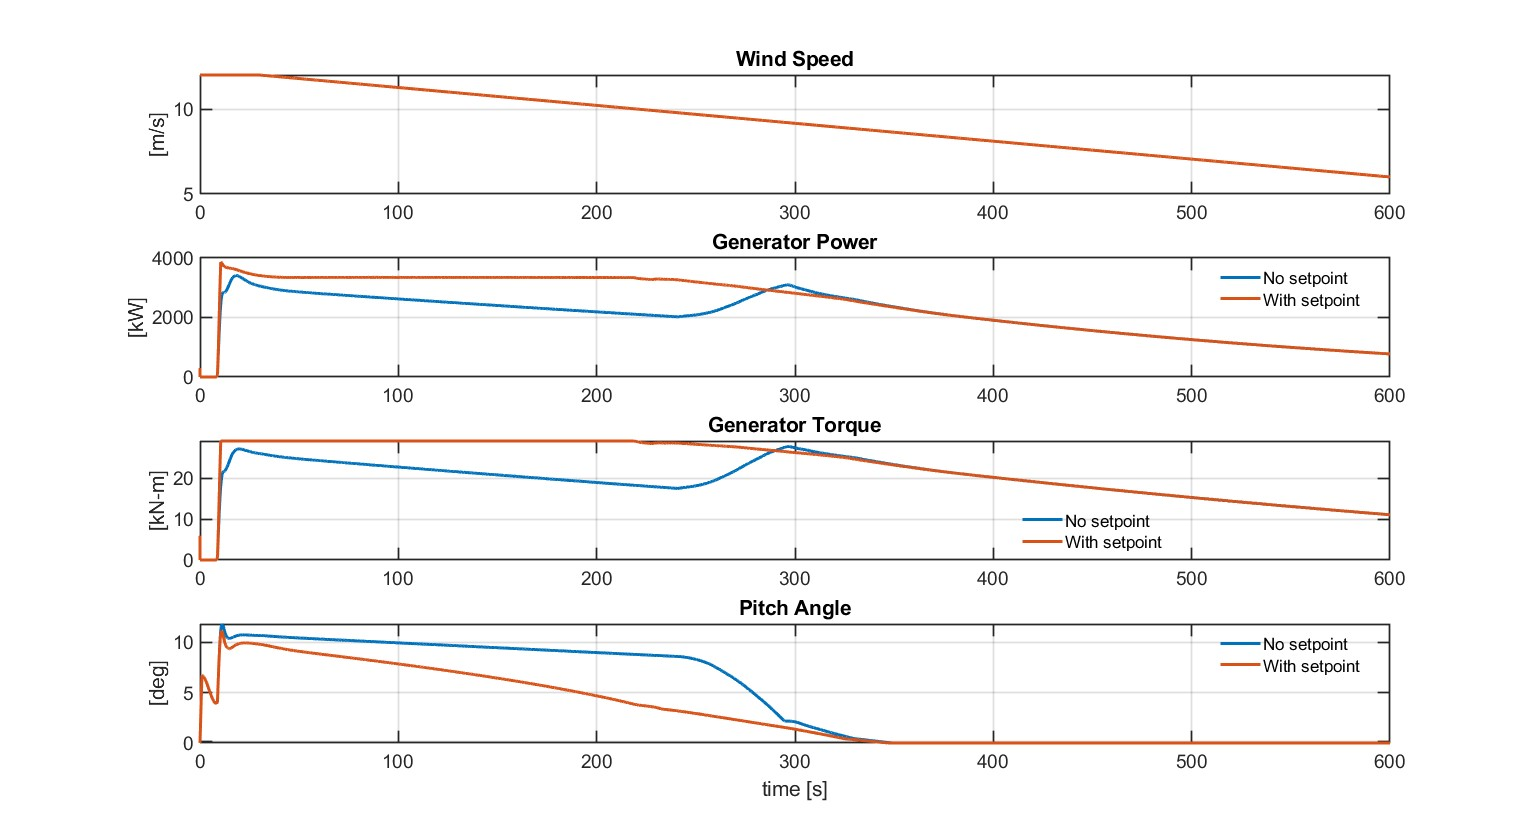 Wind Speed
[m/s]
10
5
0 100 200 300 400 500 600
Generator Power
[kW]
4000
2000
0
No setpoint
With setpoint
0 100 200 300 400 500 600
Generator Torque
[kN-m]
20
10
0
No setpoint
With setpoint
0 100 200 300 400 500 600
Pitch Angle
[deg]
10
5
0
No setpoint
With setpoint
0 100 200 300 400 500 600
time [s]